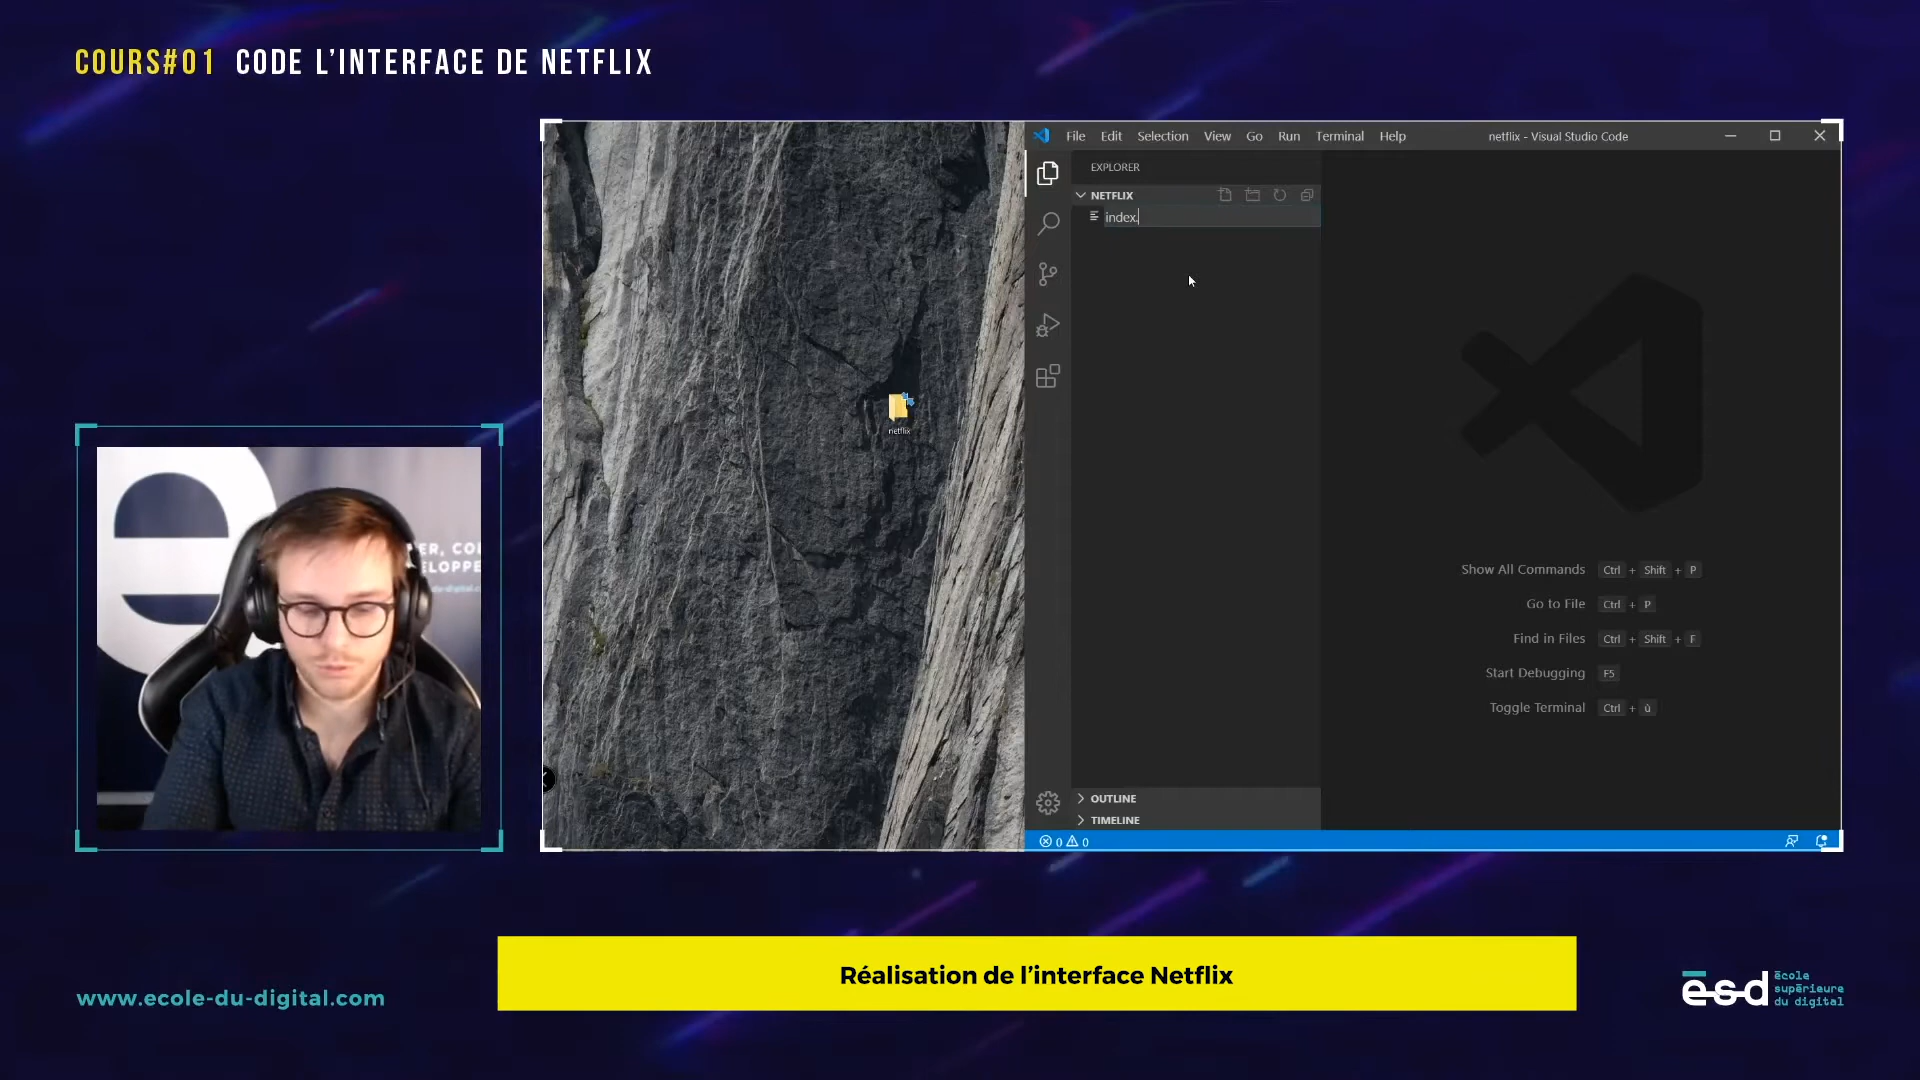 COURS#01 CODE L’INTERFACE DE NETFLIX
File Edit Selection View Go Run Terminal Help netflix - Visual Studio Code
EXPLORER
NETFLIX
index.
netflix
ER, CO
ELOPPE
Show All Commands Ctrl + Shift + P
Go to File Ctrl + P
Find in Files Ctrl + Shift + F
Start Debugging F5
Toggle Terminal Ctrl + ù
OUTLINE
TIMELINE
0 0
Réalisation de l’interface Netflix
www.ecole-du-digital.com
esd école
supérieure
du digital